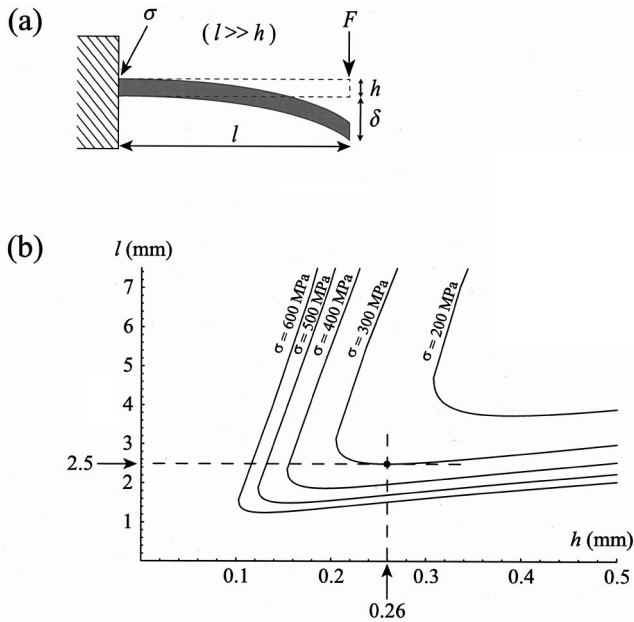 (a)
σ
(l>>h)
F
h
δ
l
(b)
l (mm)
7
6
5
4
3
2.5
2
1
σ = 600 MPa
σ = 500 MPa
σ = 400 MPa
σ = 300 MPa
σ = 200 MPa
h (mm)
0.1 0.2 0.3 0.4 0.5
0.26